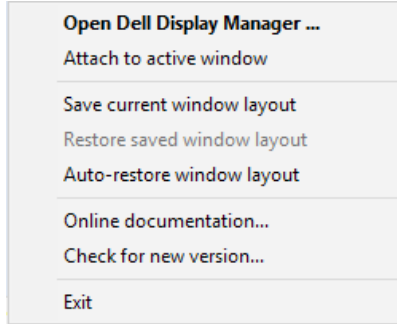 Open Dell Display Manager ...
Attach to active window
Save current window layout
Restore saved window layout
Auto-restore window layout
Online documentation...
Check for new version...
Exit